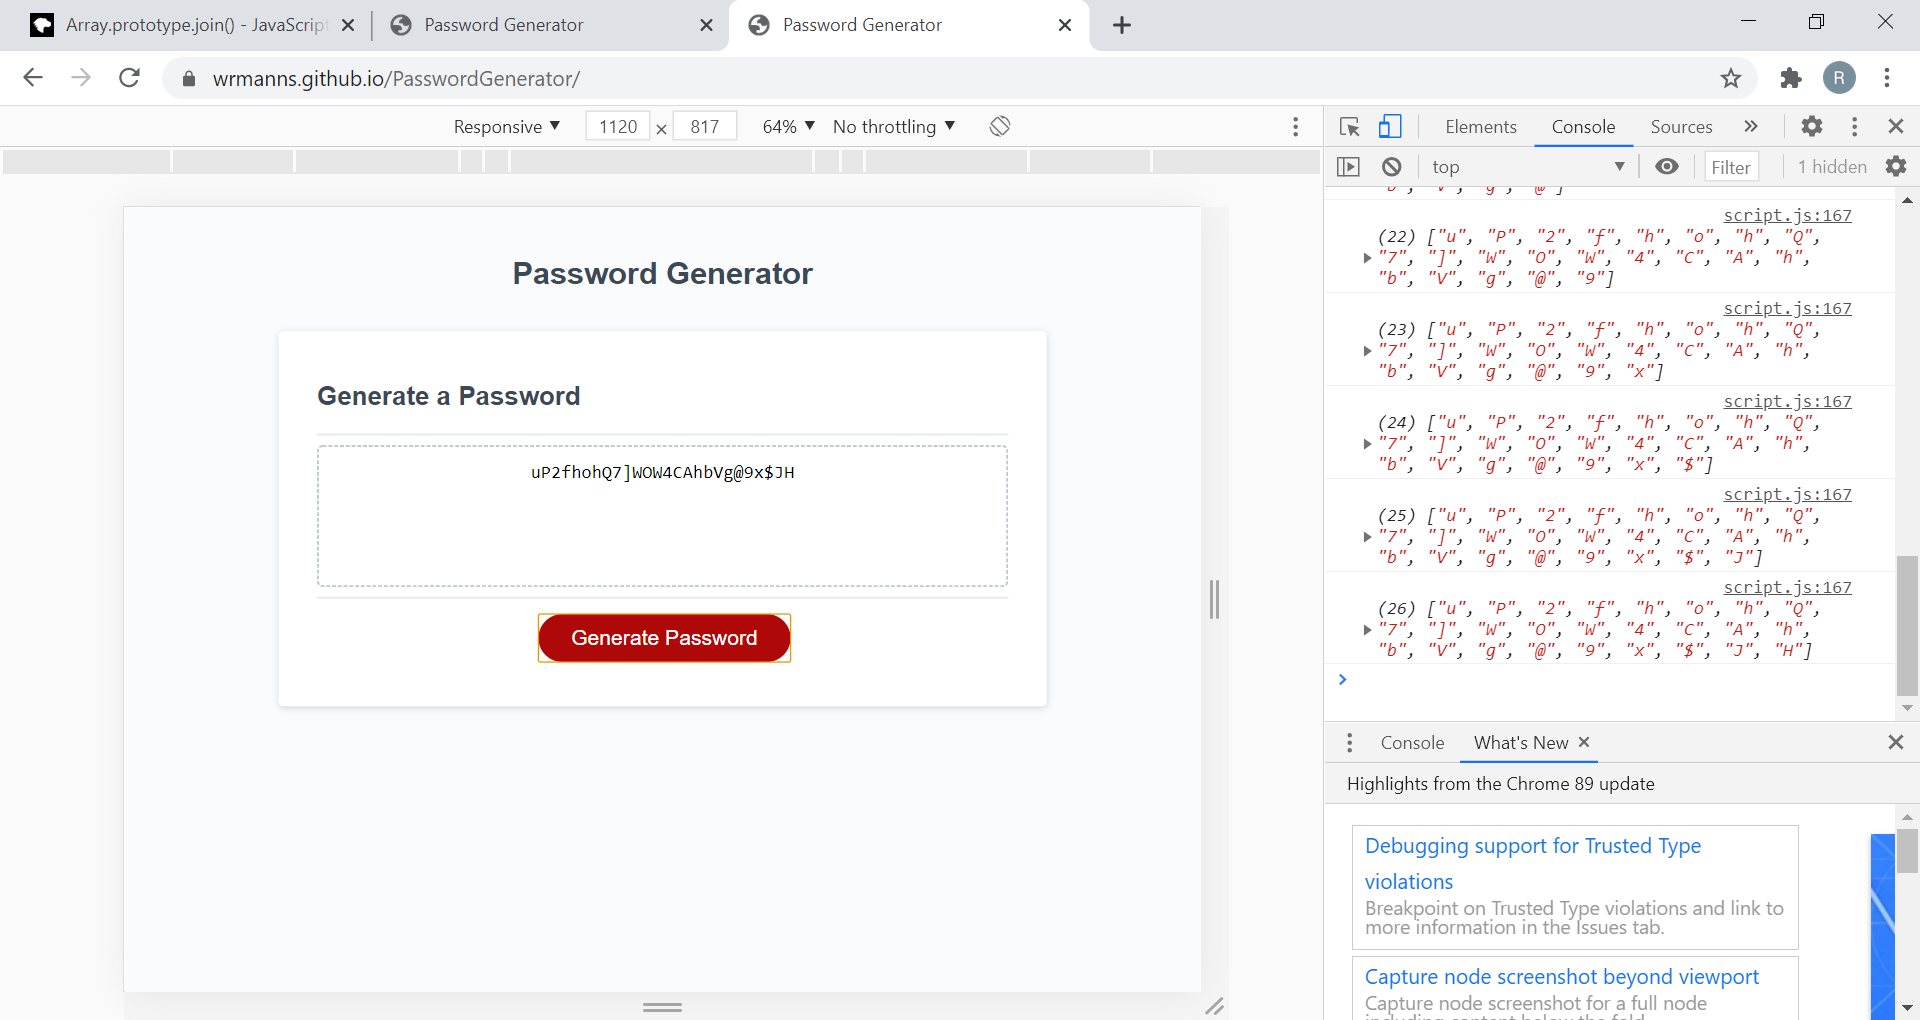 Array.prototype.join() - JavaScript
Password Generator
Password Generator
wrmanns.github.io/PasswordGenerator/
R
Responsive ▼ 1120 × 817 64% ▼ No throttling ▼
Elements Console Sources »
top ▼ Filter 1 hidden
Password Generator
Generate a Password
uP2fhohQ7]WOW4CAhbVg@9x$JH
Generate Password
"b", "V", "g", "@"]
script.js:167
(22) ["u", "P", "2", "f", "h", "o", "h", "Q",
"7", "]", "W", "O", "W", "4", "C", "A", "h",
"b", "V", "g", "@", "9"]
script.js:167
(23) ["u", "P", "2", "f", "h", "o", "h", "Q",
"7", "]", "W", "O", "W", "4", "C", "A", "h",
"b", "V", "g", "@", "9", "x"]
script.js:167
(24) ["u", "P", "2", "f", "h", "o", "h", "Q",
"7", "]", "W", "O", "W", "4", "C", "A", "h",
"b", "V", "g", "@", "9", "x", "$"]
script.js:167
(25) ["u", "P", "2", "f", "h", "o", "h", "Q",
"7", "]", "W", "O", "W", "4", "C", "A", "h",
"b", "V", "g", "@", "9", "x", "$", "J"]
script.js:167
(26) ["u", "P", "2", "f", "h", "o", "h", "Q",
"7", "]", "W", "O", "W", "4", "C", "A", "h",
"b", "V", "g", "@", "9", "x", "$", "J", "H"]
Console What's New
Highlights from the Chrome 89 update
Debugging support for Trusted Type
violations
Breakpoint on Trusted Type violations and link to
more information in the Issues tab.
Capture node screenshot beyond viewport
Capture node screenshot for a full node
including content below the fold